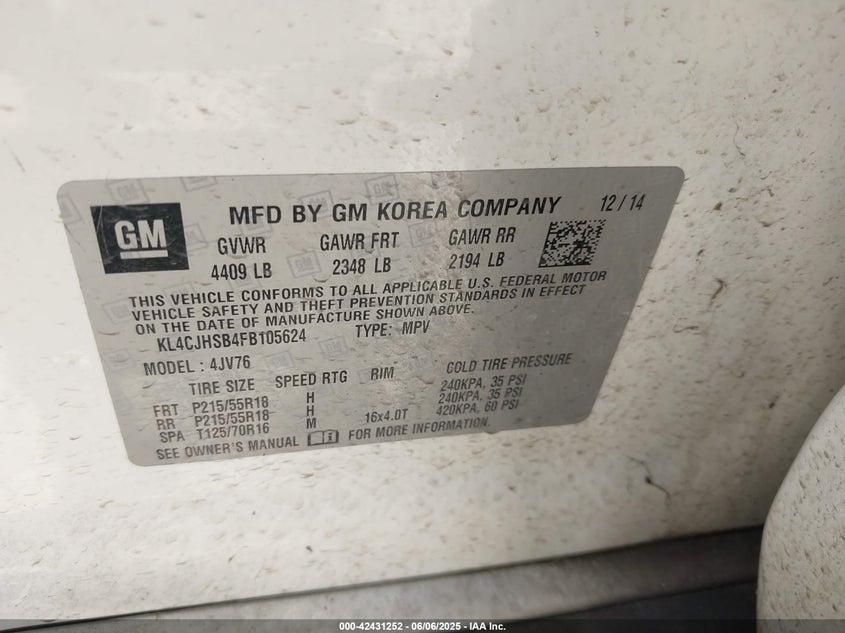 GM
MFD BY GM KOREA COMPANY 12/14
GVWR GAWR FRT GAWR RR
4409 LB 2348 LB 2194 LB
THIS VEHICLE CONFORMS TO ALL APPLICABLE U.S. FEDERAL MOTOR
VEHICLE SAFETY AND THEFT PREVENTION STANDARDS IN EFFECT
ON THE DATE OF MANUFACTURE SHOWN ABOVE.
KL4CJHSB4FB105624 TYPE: MPV
MODEL : 4JV76
TIRE SIZE SPEED RTG RIM COLD TIRE PRESSURE
FRT P215/55R18 H 240KPA, 35 PSI
RR P215/55R18 H 240KPA, 35 PSI
SPA T125/70R16 M 16x4.0T 420KPA, 60 PSI
SEE OWNER'S MANUAL FOR MORE INFORMATION.
000-42431252 - 06/06/2025 - IAA Inc.